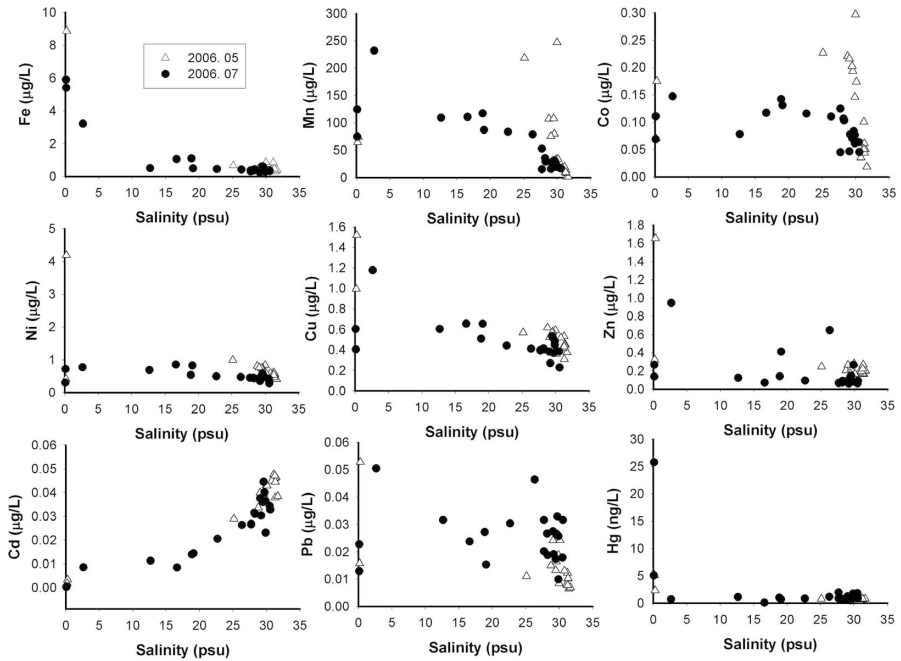 10
8
6
4
2
0
Fe (µg/L)
0 5 10 15 20 25 30 35
Salinity (psu)
2006. 05
2006. 07
300
250
200
150
100
50
0
Mn (µg/L)
0 5 10 15 20 25 30 35
Salinity (psu)
0.30
0.25
0.20
0.15
0.10
0.05
0.00
Co (µg/L)
0 5 10 15 20 25 30 35
Salinity (psu)
5
4
3
2
1
0
Ni (µg/L)
0 5 10 15 20 25 30 35
Salinity (psu)
1.6
1.4
1.2
1.0
0.8
0.6
0.4
0.2
0.0
Cu (µg/L)
0 5 10 15 20 25 30 35
Salinity (psu)
1.8
1.6
1.4
1.2
1.0
0.8
0.6
0.4
0.2
0.0
Zn (µg/L)
0 5 10 15 20 25 30 35
Salinity (psu)
0.06
0.05
0.04
0.03
0.02
0.01
0.00
Cd (µg/L)
0 5 10 15 20 25 30 35
Salinity (psu)
0.06
0.05
0.04
0.03
0.02
0.01
0.00
Pb (µg/L)
0 5 10 15 20 25 30 35
Salinity (psu)
30
25
20
15
10
5
0
Hg (ng/L)
0 5 10 15 20 25 30 35
Salinity (psu)